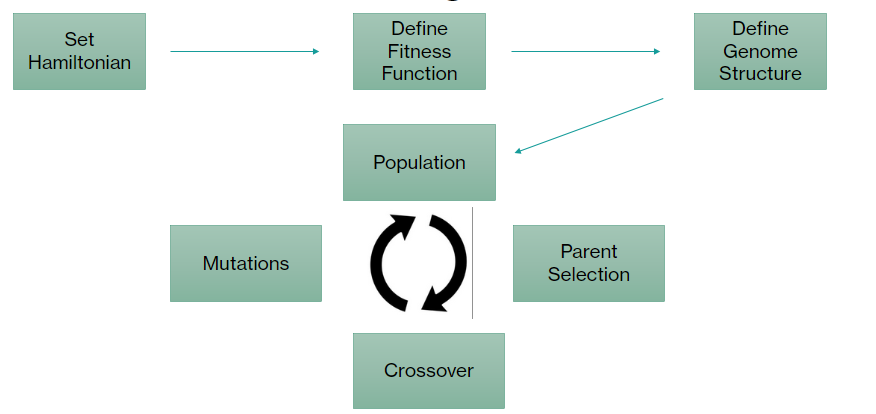 Set
Hamiltonian
Define
Fitness
Function
Define
Genome
Structure
Population
Mutations
Parent
Selection
Crossover